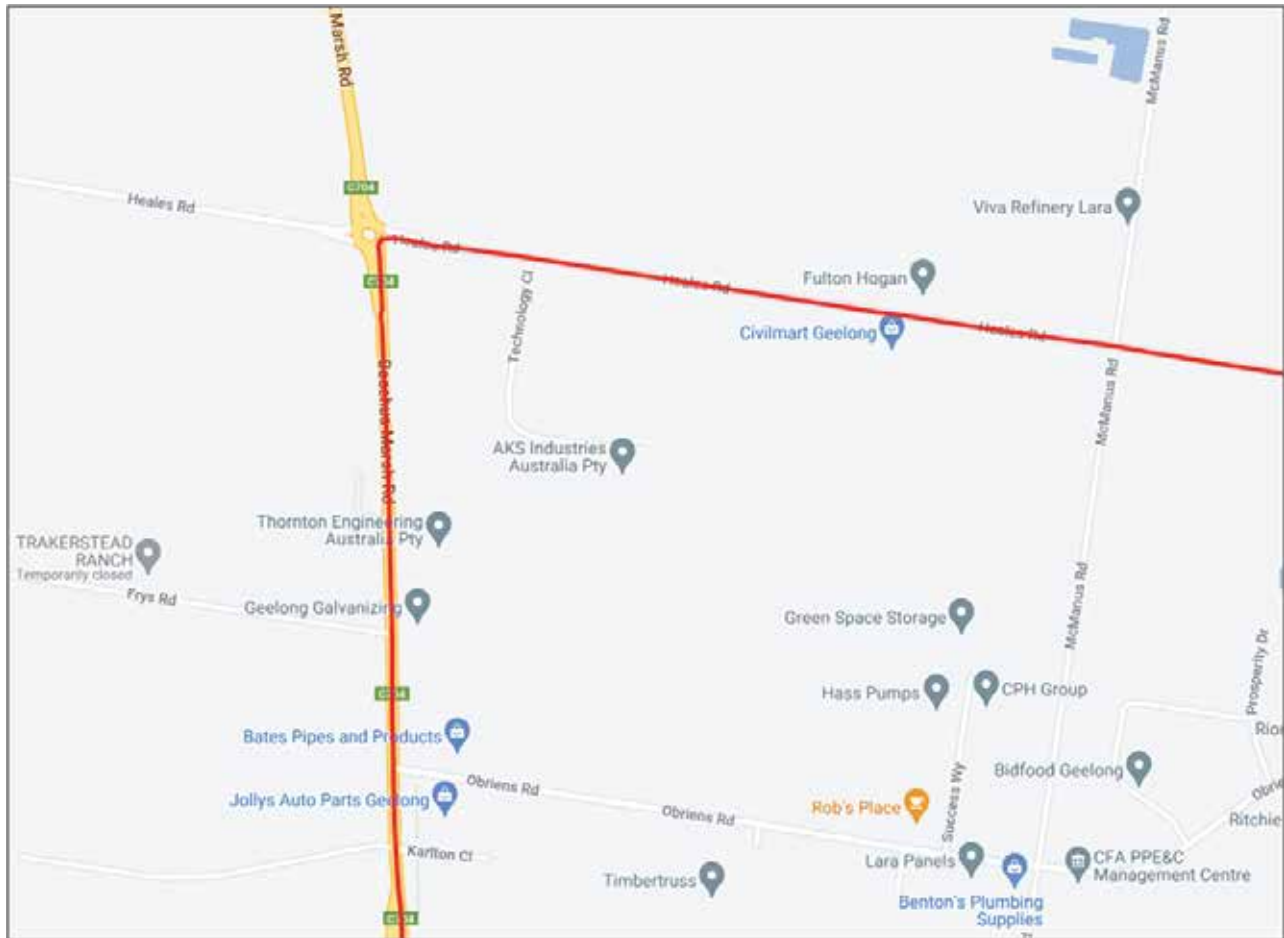 Marsh Rd
McManus Rd
C704
Heales Rd
Viva Refinery Lara
Heales Rd
C704
Heales Rd
Fulton Hogan
Technology Cl
Civilmart Geelong
Heales Rd
McManus Rd
Bacchus Marsh Rd
AKS Industries
Australia Pty
Thornton Engineering
Australia Pty
TRAKERSTEAD
RANCH
Temporarily closed
Frys Rd
Geelong Galvanizing
McManus Rd
Green Space Storage
Prosperity Dr
C704
Hass Pumps
CPH Group
Bates Pipes and Products
Bidfood Geelong
Obriens Rd
Jollys Auto Parts Geelong
Rob's Place
Success Wy
Obriens Rd
Ritchie
Karlton Cl
Lara Panels
CFA PPE&C
Management Centre
Timbertruss
Benton's Plumbing
Supplies
C704